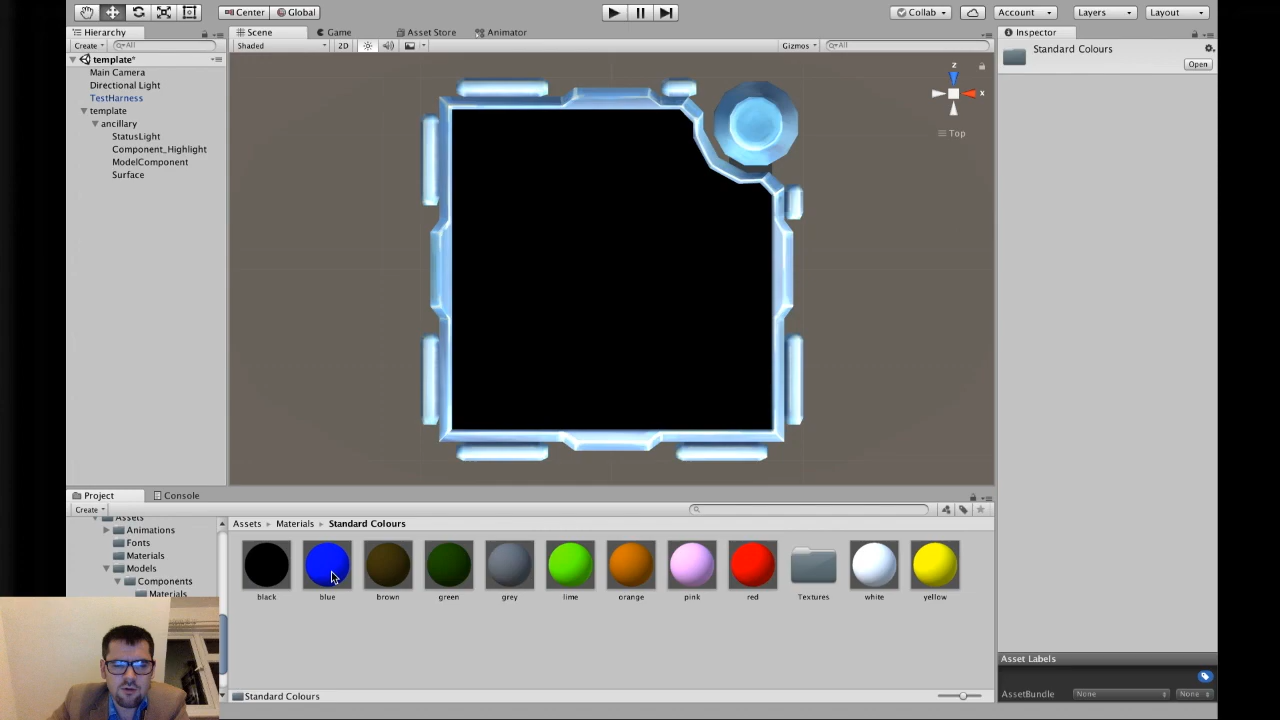 Center Global Collab Account Layers Layout
Hierarchy Scene Game Asset Store Animator Inspector
Create All Shaded 2D Gizmos All Standard Colours
template*
Open
Main Camera
Directional Light
TestHarness
template
ancillary
StatusLight
Component_Highlight
ModelComponent
Surface
z
x
Top
Project Console
Create
Assets
Assets Materials Standard Colours
Animations
Fonts
Materials
Models
Components
Materials
black blue brown green grey lime orange pink red Textures white yellow
Standard Colours
Asset Labels
AssetBundle None None